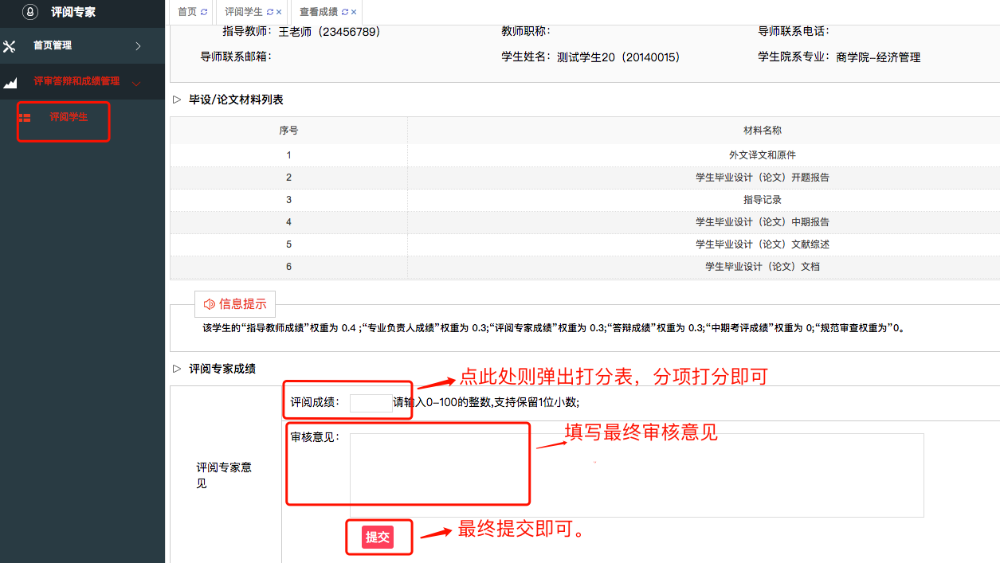 评阅专家
首页 评阅学生 查看成绩
首页管理
评审答辩和成绩管理
评阅学生
指导教师： 王老师（23456789） 教师职称： 导师联系电话：
导师联系邮箱： 学生姓名： 测试学生20（20140015） 学生院系专业： 商学院-经济管理
毕设/论文材料列表
序号 材料名称
1 外文译文和原件
2 学生毕业设计（论文）开题报告
3 指导记录
4 学生毕业设计（论文）中期报告
5 学生毕业设计（论文）文献综述
6 学生毕业设计（论文）文档
信息提示
该学生的“指导教师成绩”权重为 0.4 ;“专业负责人成绩”权重为 0.3;“评阅专家成绩”权重为 0.3;“答辩成绩”权重为 0.3;“中期考评成绩”权重为 0;“规范审查权重为”0。
评阅专家成绩
点此处则弹出打分表，分项打分即可
评阅成绩： 请输入0-100的整数,支持保留1位小数;
填写最终审核意见
审核意见：
评阅专家意
见
提交
最终提交即可。